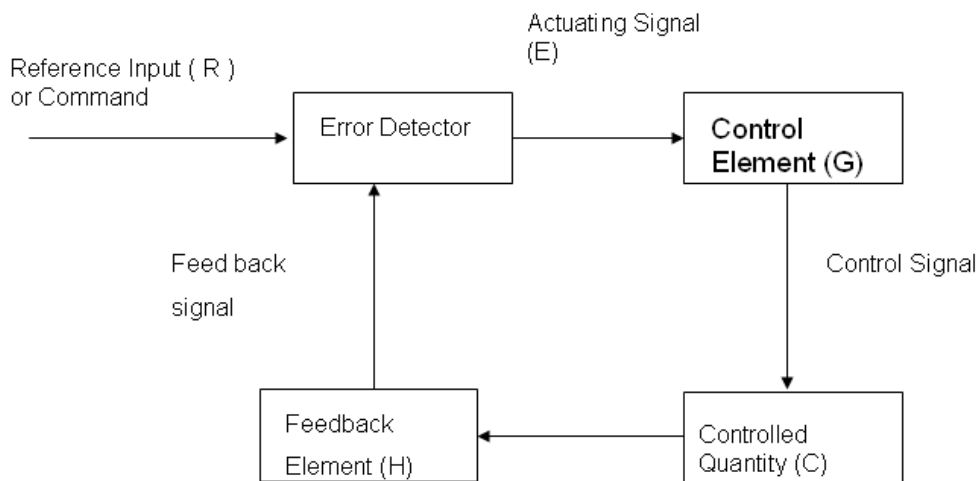 Actuating Signal
(E)
Reference Input ( R )
or Command
Error Detector
Control
Element (G)
Feed back
signal
Control Signal
Feedback
Element (H)
Controlled
Quantity (C)